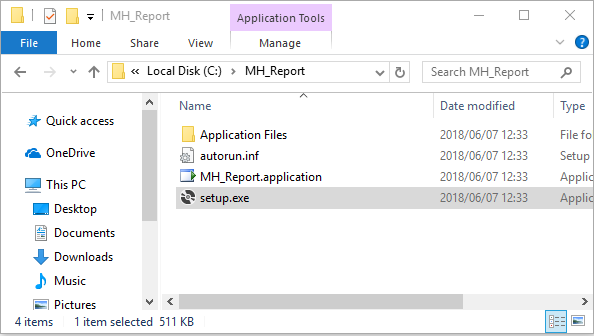 MH_Report
Application Tools
File
Home
Share
View
Manage
« Local Disk (C:) > MH_Report
Search MH_Report
Name
Date modified
Type
Quick access
OneDrive
This PC
Desktop
Documents
Downloads
Music
Pictures
Application Files 2018/06/07 12:33 File fo
autorun.inf 2018/06/07 12:33 Setup
MH_Report.application 2018/06/07 12:33 Applic
setup.exe 2018/06/07 12:33 Applic
4 items 1 item selected 511 KB